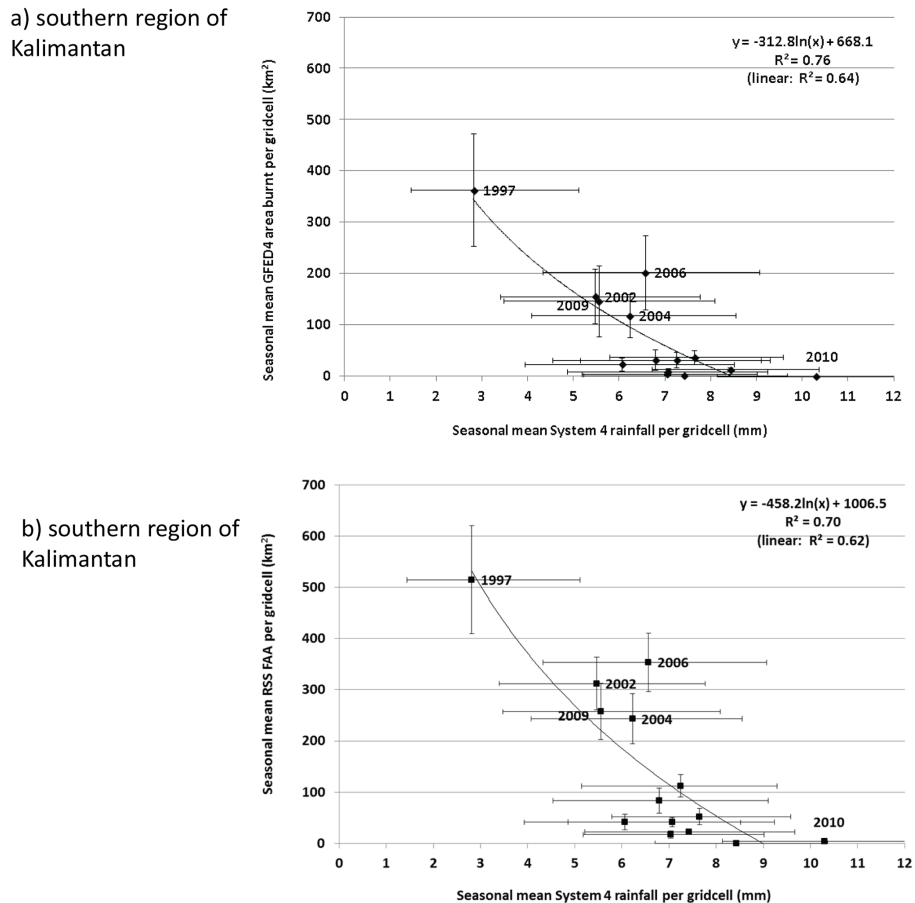 a) southern region of
Kalimantan
700
600
500
400
300
200
100
0
Seasonal mean GFED4 area burnt per gridcell (km²)
y = -312.8ln(x) + 668.1
R² = 0.76
(linear: R² = 0.64)
1997
2006
2002
2009
2004
2010
0 1 2 3 4 5 6 7 8 9 10 11 12
Seasonal mean System 4 rainfall per gridcell (mm)
b) southern region of
Kalimantan
700
600
500
400
300
200
100
0
Seasonal mean RSS FAA per gridcell (km²)
y = -458.2ln(x) + 1006.5
R² = 0.70
(linear: R² = 0.62)
1997
2006
2002
2009
2004
2010
0 1 2 3 4 5 6 7 8 9 10 11 12
Seasonal mean System 4 rainfall per gridcell (mm)